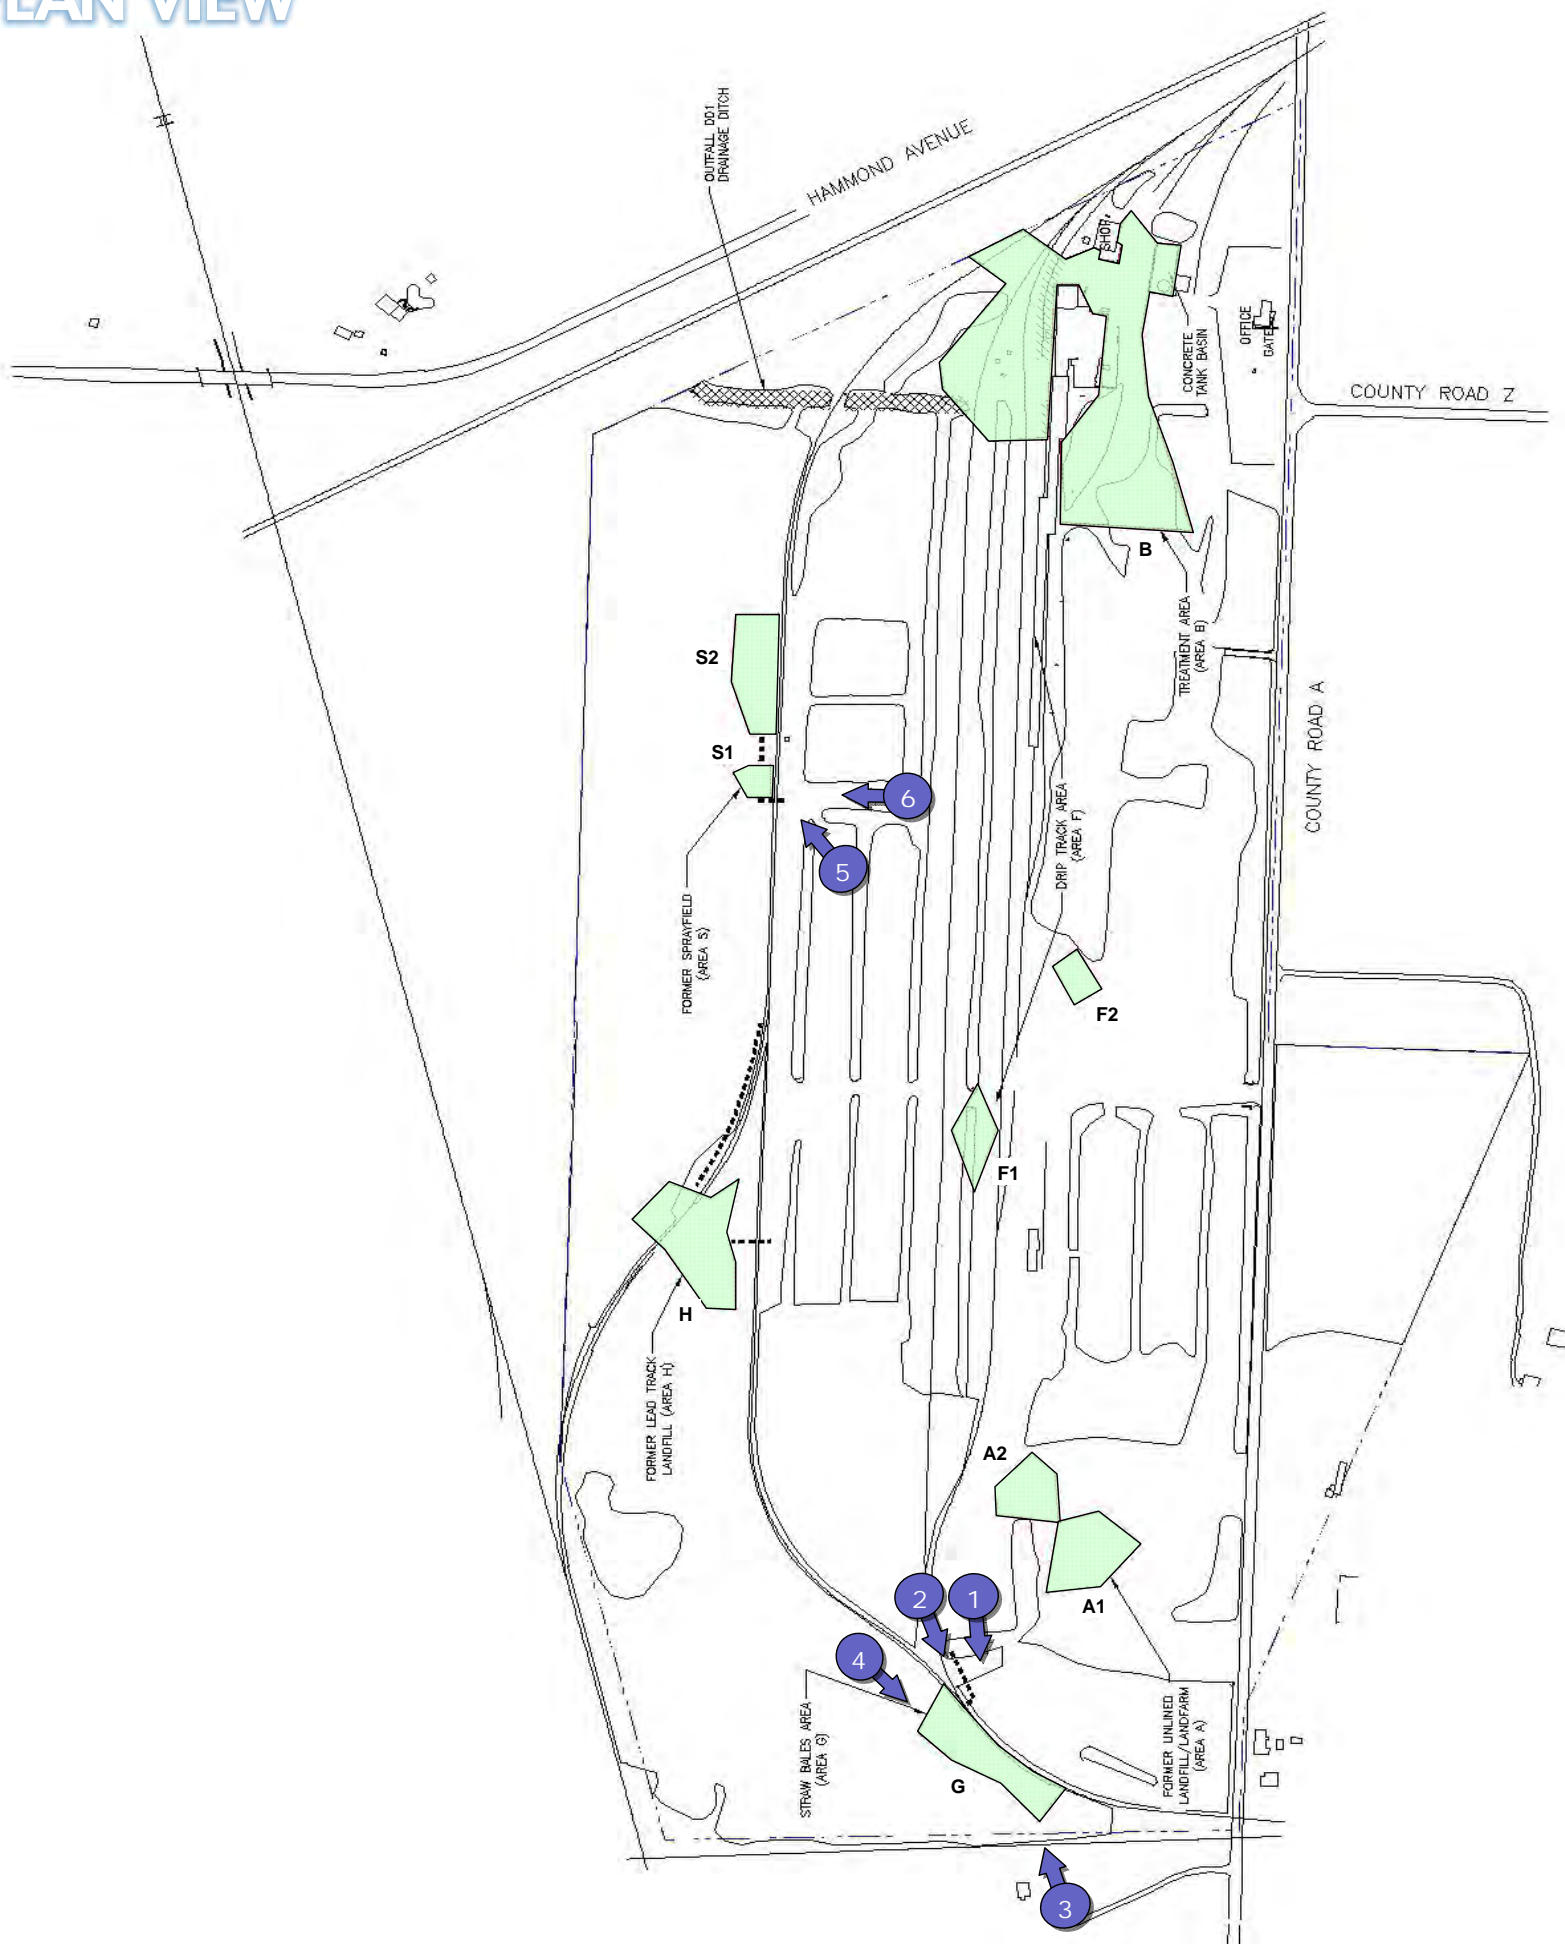 PLAN VIEW
OUTFALL DD1
DRAINAGE DITCH
HAMMOND AVENUE
SHOP
CONCRETE
TANK BASIN
OFFICE
GATE
COUNTY ROAD Z
B
TREATMENT AREA
(AREA B)
S2
S1
6
5
COUNTY ROAD A
DRIP TRACK AREA
(AREA F)
FORMER SPRAYFIELD
(AREA S)
F2
F1
H
FORMER LEAD TRACK
LANDFILL (AREA H)
A2
A1
2
1
4
STRAW BALES AREA
(AREA G)
G
FORMER UNLINED
LANDFILL/LANDFARM
(AREA A)
3